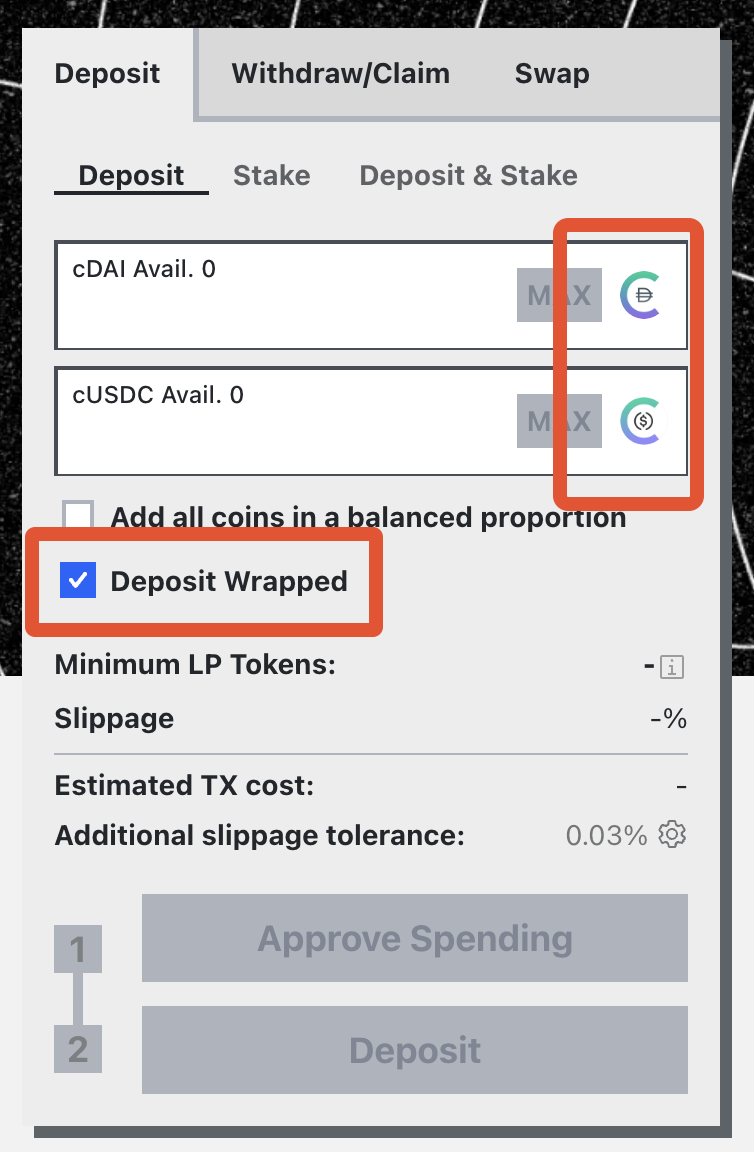 Deposit Withdraw/Claim Swap
Deposit Stake Deposit & Stake
cDAI Avail. 0
MAX
cUSDC Avail. 0
MAX
Add all coins in a balanced proportion
Deposit Wrapped
Minimum LP Tokens: - i
Slippage -%
Estimated TX cost: -
Additional slippage tolerance: 0.03%
1 Approve Spending
2 Deposit